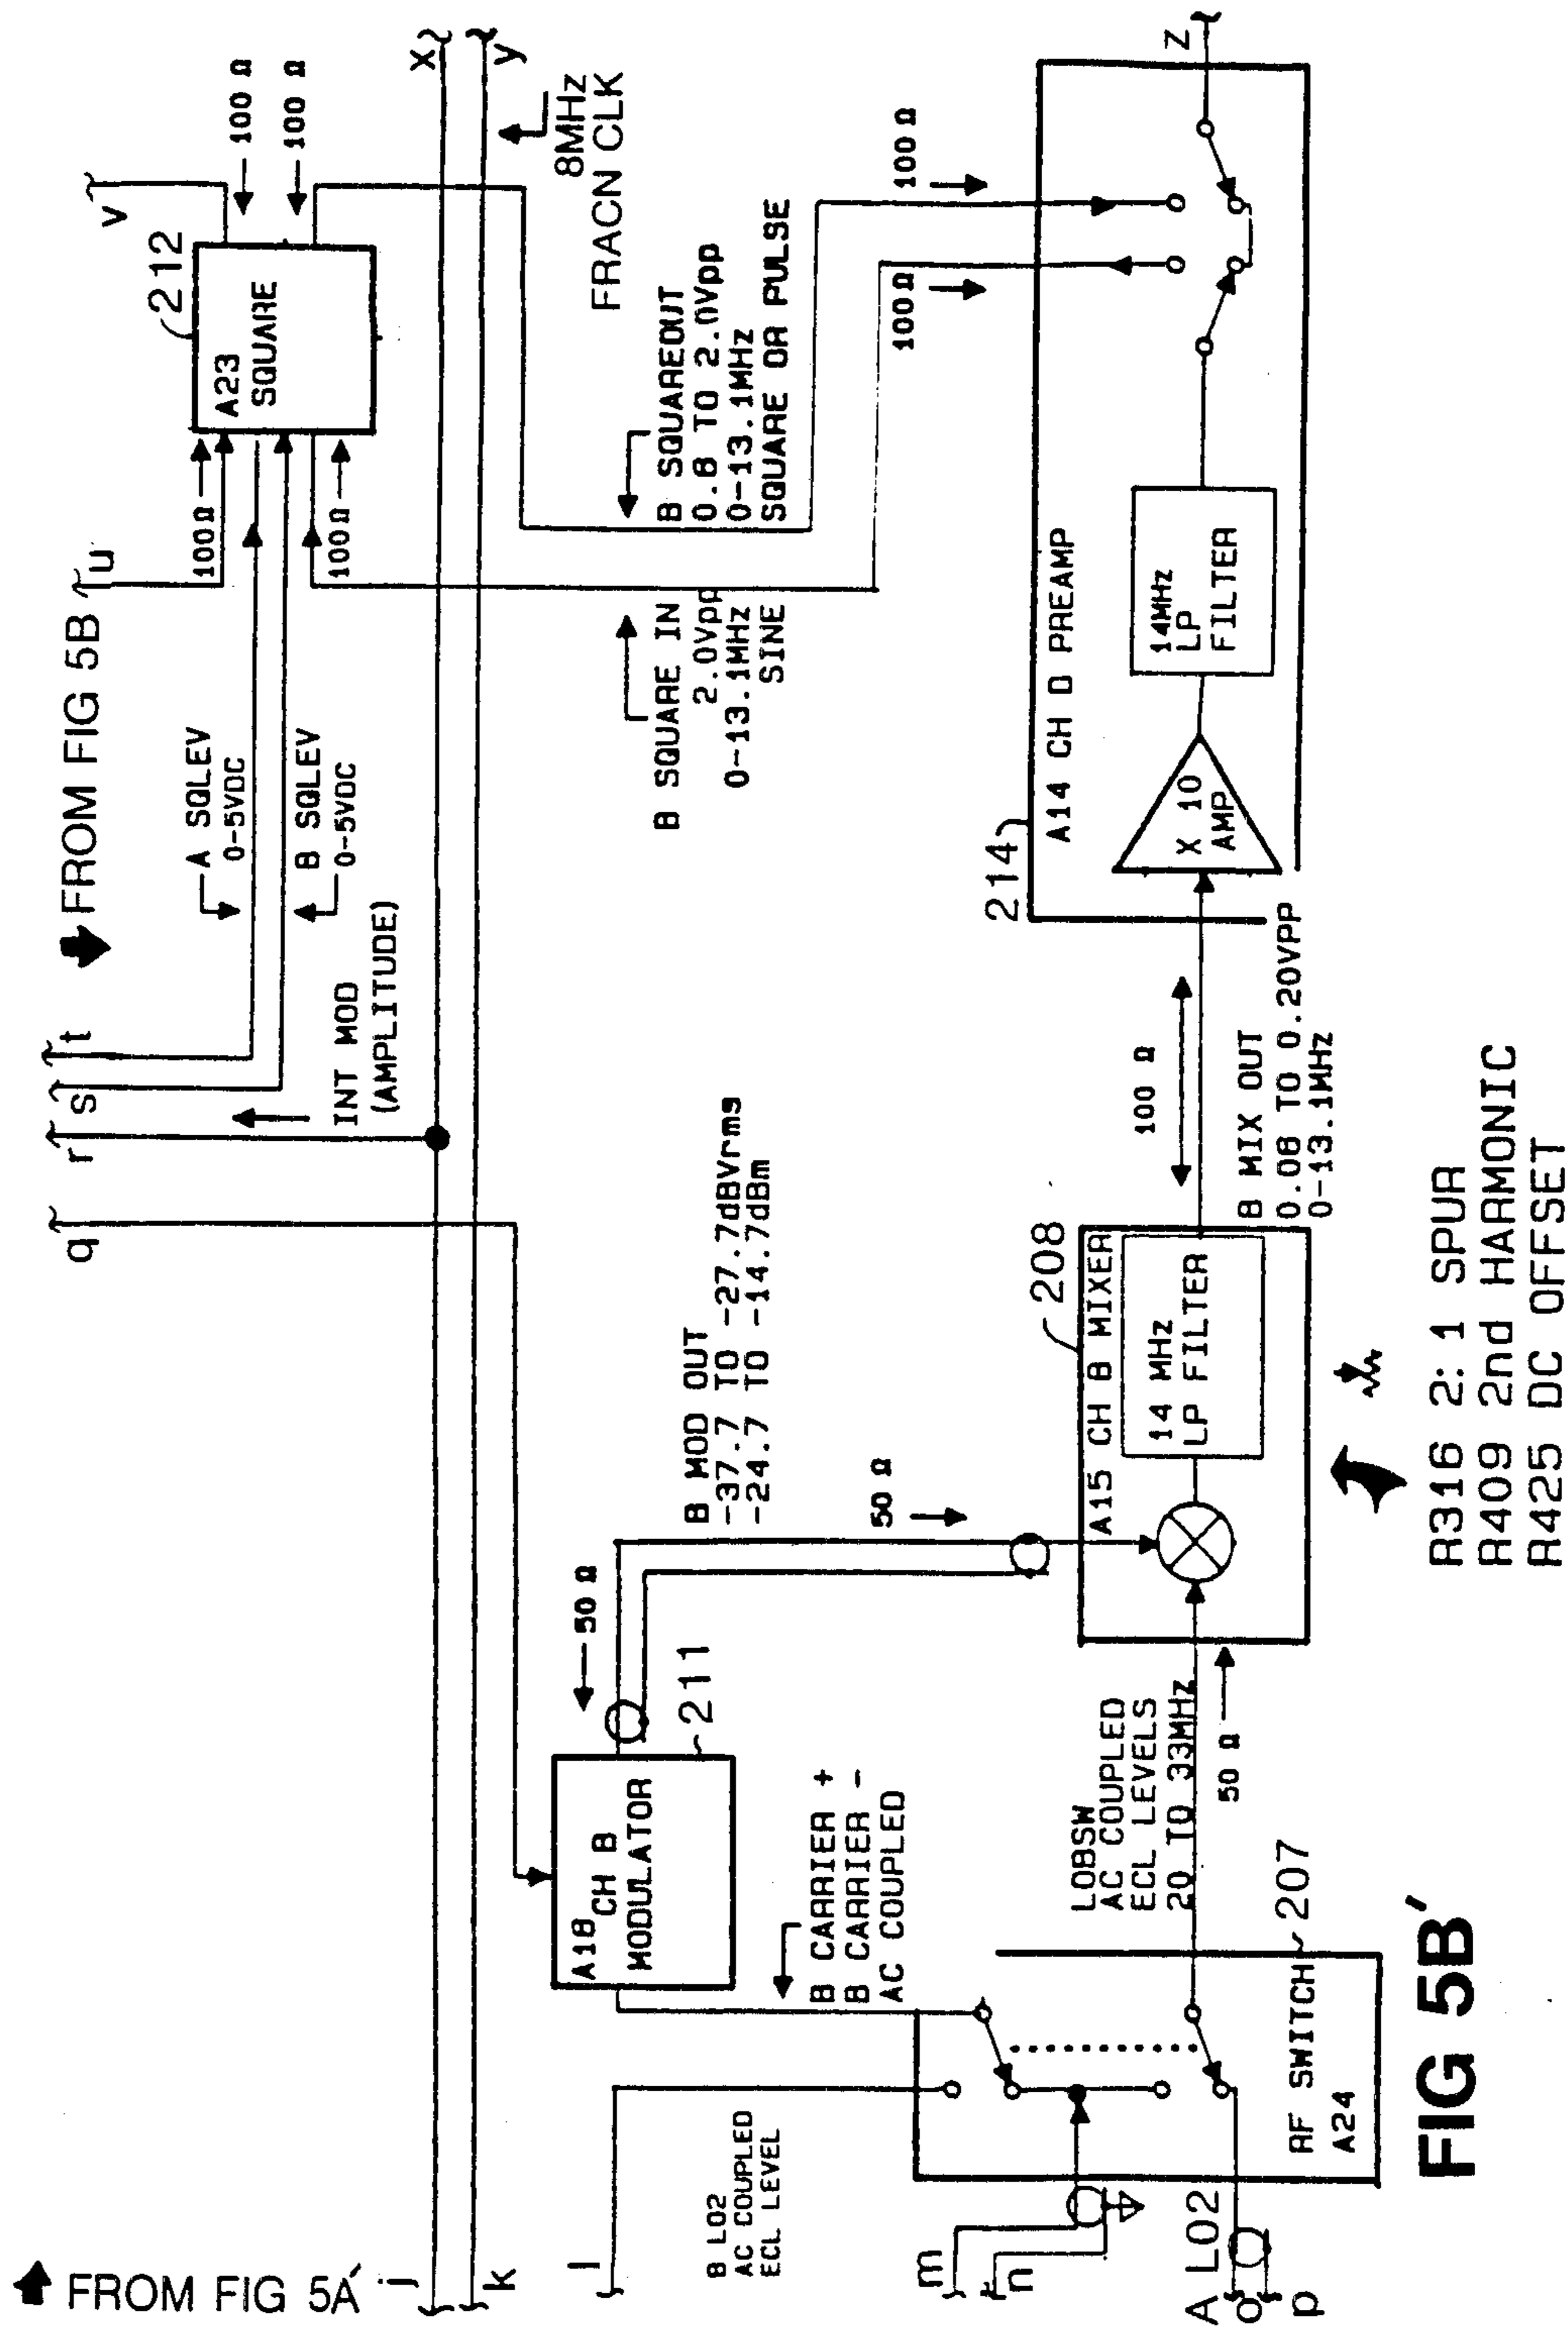 FROM FIG 5A'
FROM FIG 5B
q
r
s
t
u
v
INT MOD
(AMPLITUDE)
A SQLEV
0-5VDC
B SQLEV
0-5VDC
100Ω
100Ω
212
A23
SQUARE
100 Ω
100 Ω
j
k
x
y
8MHz
FRACN CLK
l
B LO2
AC COUPLED
ECL LEVEL
A18
CH B
MODULATOR
211
50 Ω
B MOD OUT
-37.7 TO -27.7dBVrms
-24.7 TO -14.7dBm
50 Ω
B CARRIER +
B CARRIER -
AC COUPLED
B SQUARE IN
2.0Vpp
0-13.1MHz
SINE
B SQUAREOUT
0.8 TO 2.0Vpp
0-13.1MHz
SQUARE OR PULSE
100Ω
100Ω
m
n
A LO2
o
p
RF SWITCH
A24
207
LOBSW
AC COUPLED
ECL LEVELS
20 TO 33MHz
50 Ω
208
A15 CH B MIXER
14 MHz
LP FILTER
100 Ω
B MIX OUT
0.08 TO 0.20VPP
0-13.1MHz
214
A14 CH D PREAMP
X 10
AMP
14MHz
LP
FILTER
z
R316 2:1 SPUR
R409 2nd HARMONIC
R425 DC OFFSET
FIG 5B'